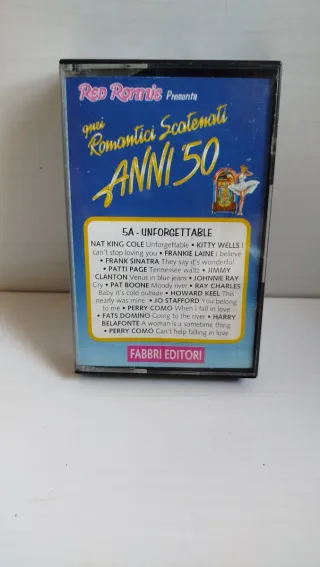 Red Ronnie Presenta
quei
Romantici Scatenati
ANNI '50
5A - UNFORGETTABLE
NAT KING COLE Unforgettable • KITTY WELLS I
can't stop loving you • FRANKIE LAINE I believe
• FRANK SINATRA They say it's wonderful
• PATTI PAGE Tennessee waltz • JIMMY
CLANTON Venus in blue jeans • JOHNNIE RAY
Cry • PAT BOONE Moody river • RAY CHARLES
Baby it's cold outsain • HOWARD KEEL This
nearly was mine • JO STAFFORD You belong
to me • PERRY COMO When I fall in love
• FATS DOMINO Going to the river • HARRY
BELAFONTE A woman is a sometime thing
• PERRY COMO Can't help falling in love
FABBRI EDITORI